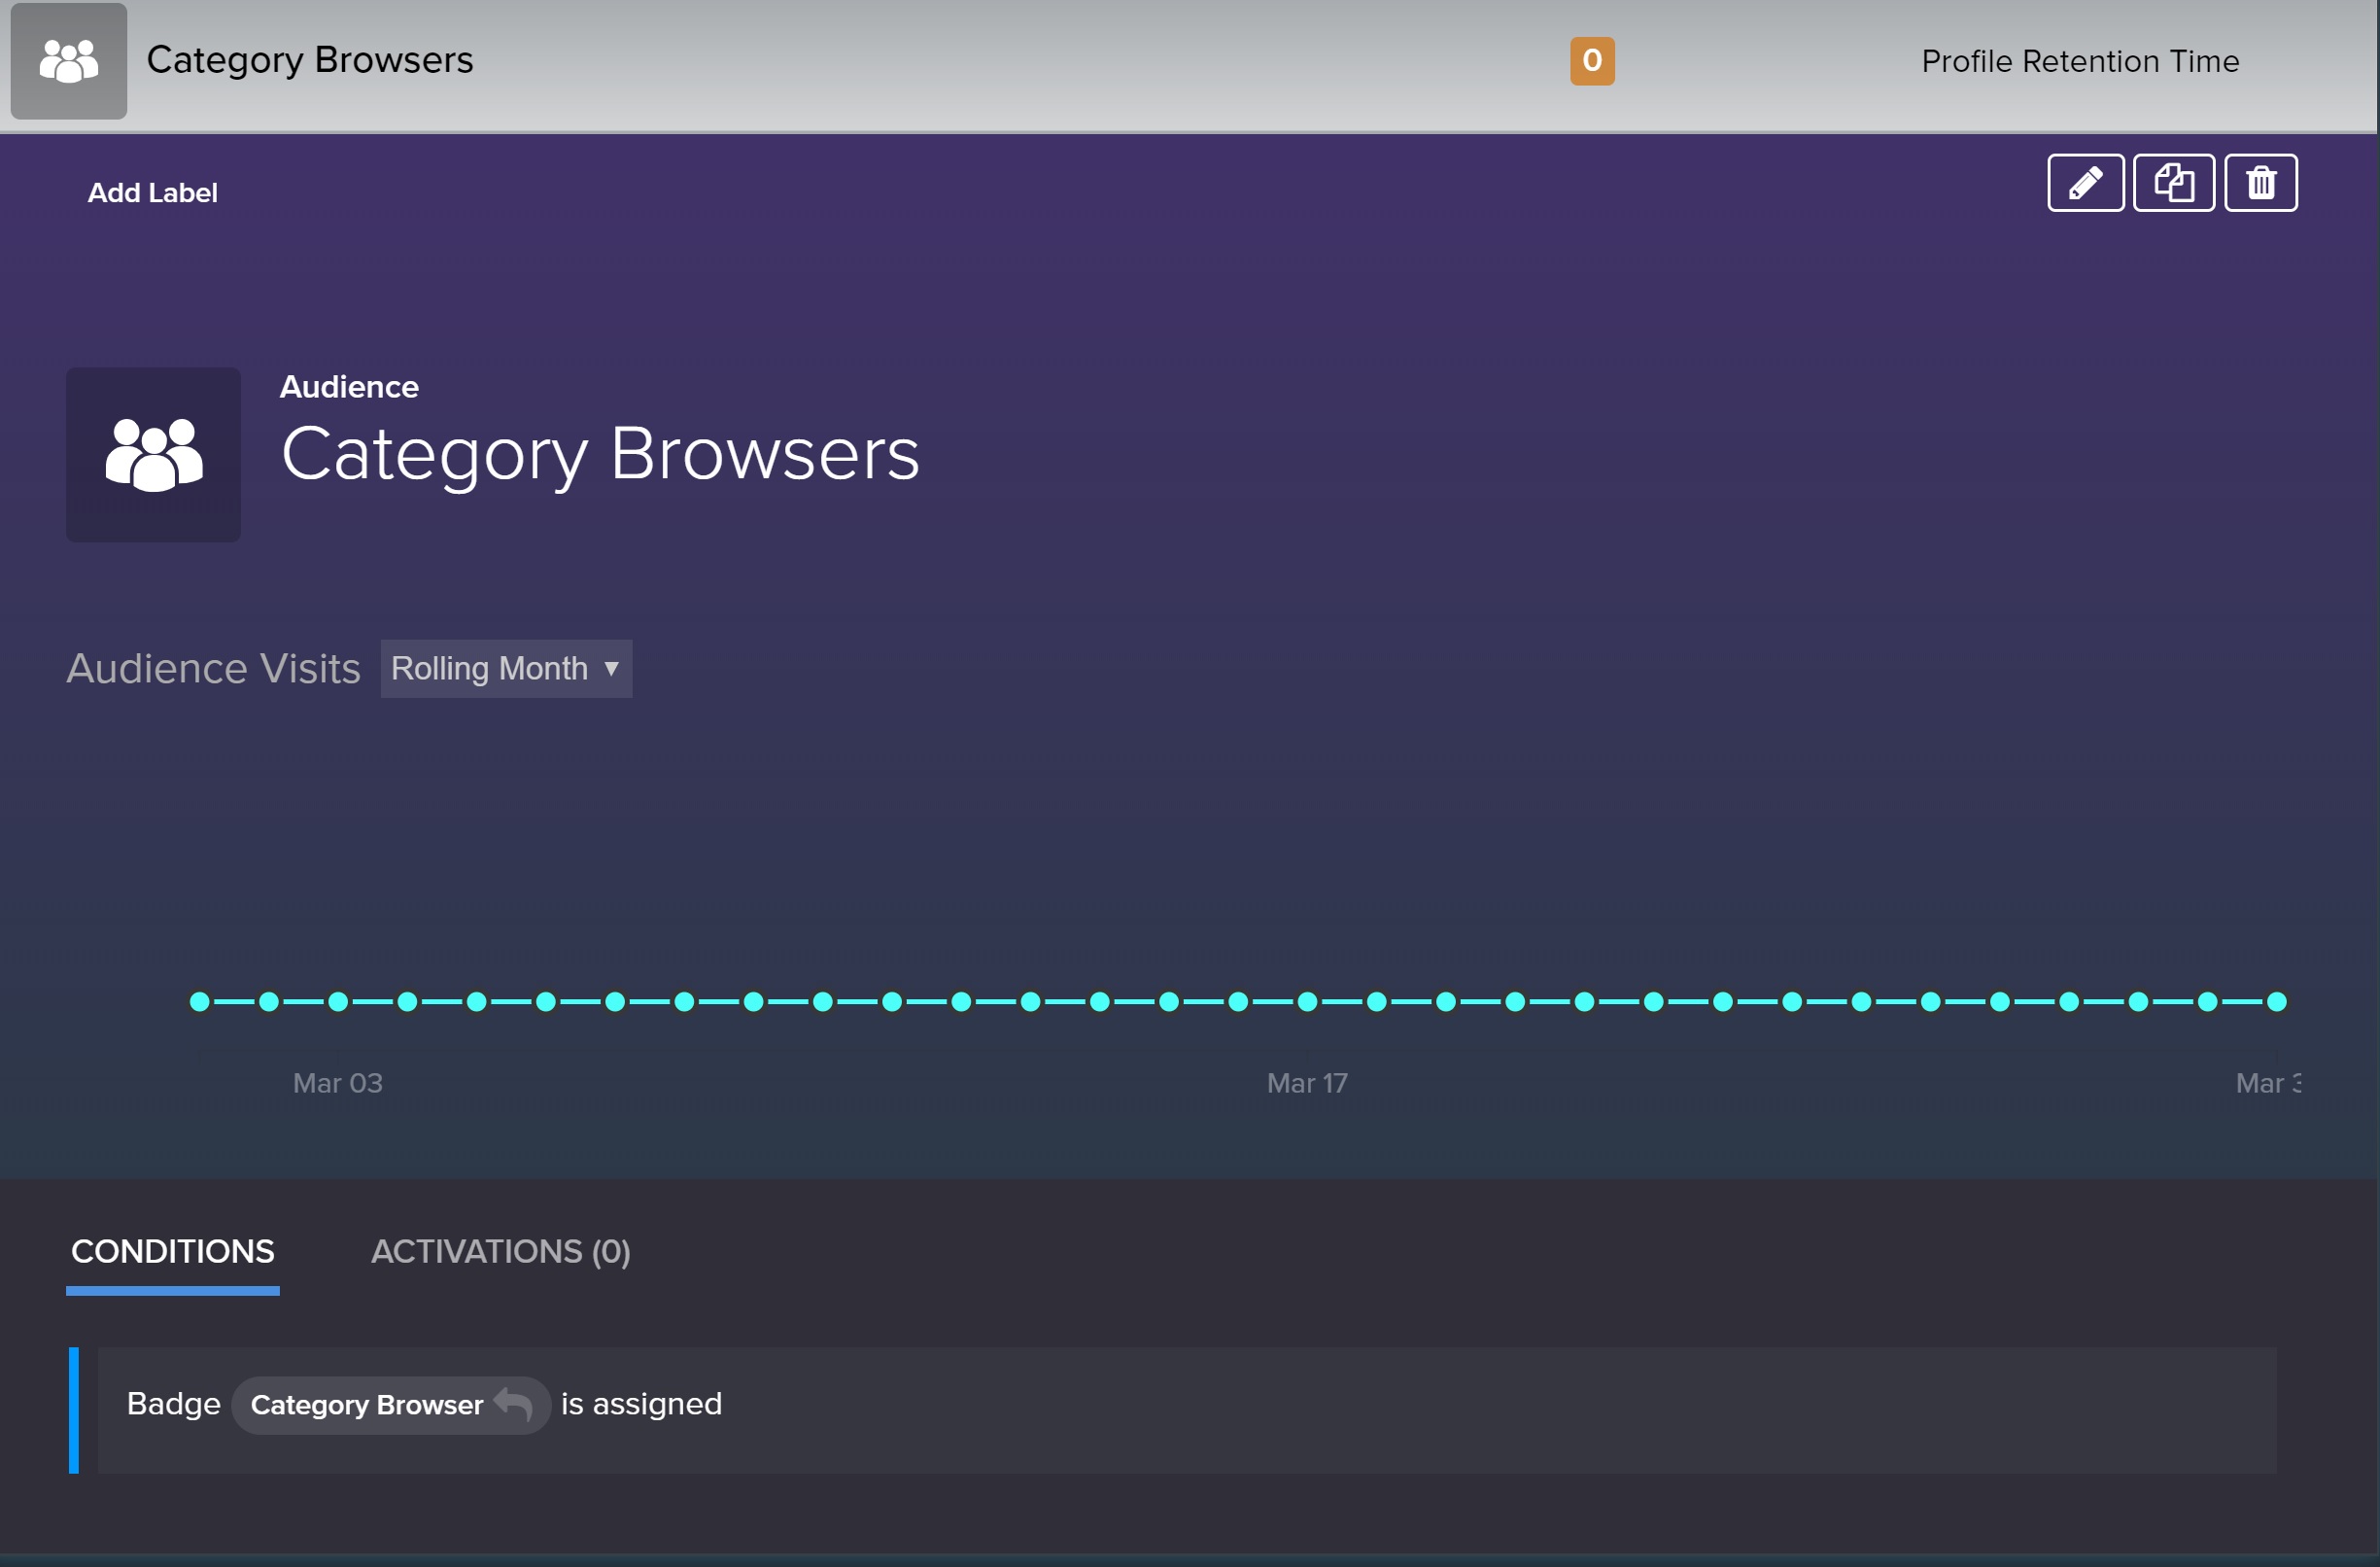 Category Browsers
0
Profile Retention Time
Add Label
Audience
Category Browsers
Audience Visits Rolling Month
Mar 03
Mar 17
Mar
CONDITIONS
ACTIVATIONS (0)
Badge Category Browser is assigned